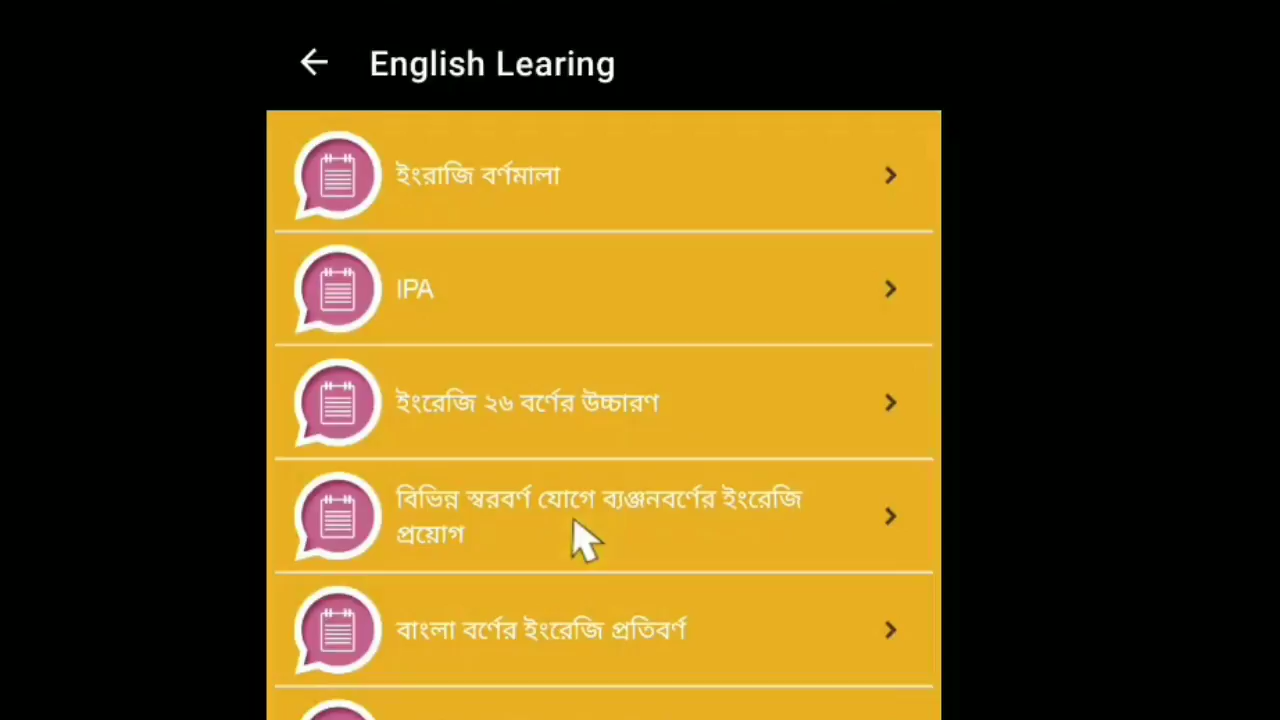 English Learing
ইংরাজি বর্ণমালা
IPA
ইংরেজি ২৬ বর্ণের উচ্চারণ
বিভিন্ন স্বরবর্ণ যোগে ব্যঞ্জনবর্ণের ইংরেজি
প্রয়োগ
বাংলা বর্ণের ইংরেজি প্রতিবর্ণ